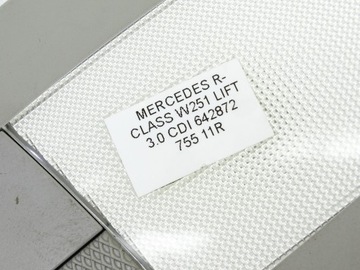 MERCEDES R-
CLASS W251 LIFT
3.0 CDI 642872
755 11R